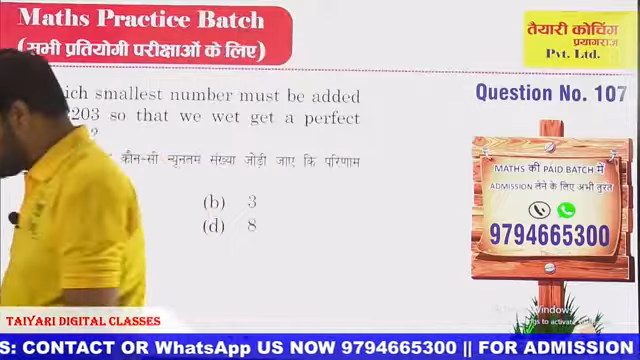 Maths Practice Batch
(सभी प्रतियोगी परीक्षाओं के लिए)
तैयारी कोचिंग
प्रयागराज
Pvt. Ltd.
smallest number must be added
203 so that we wet get a perfect
Question No. 107
कौन-सी न्यूनतम संख्या जोड़ी जाए कि परिणाम
(b) 3
(d) 8
MATHS की PAID BATCH में
ADMISSION लेने के लिए अभी तुरंत
9794665300
TAIYARI DIGITAL CLASSES
S: CONTACT OR WhatsApp US NOW 9794665300 || FOR ADMISSION